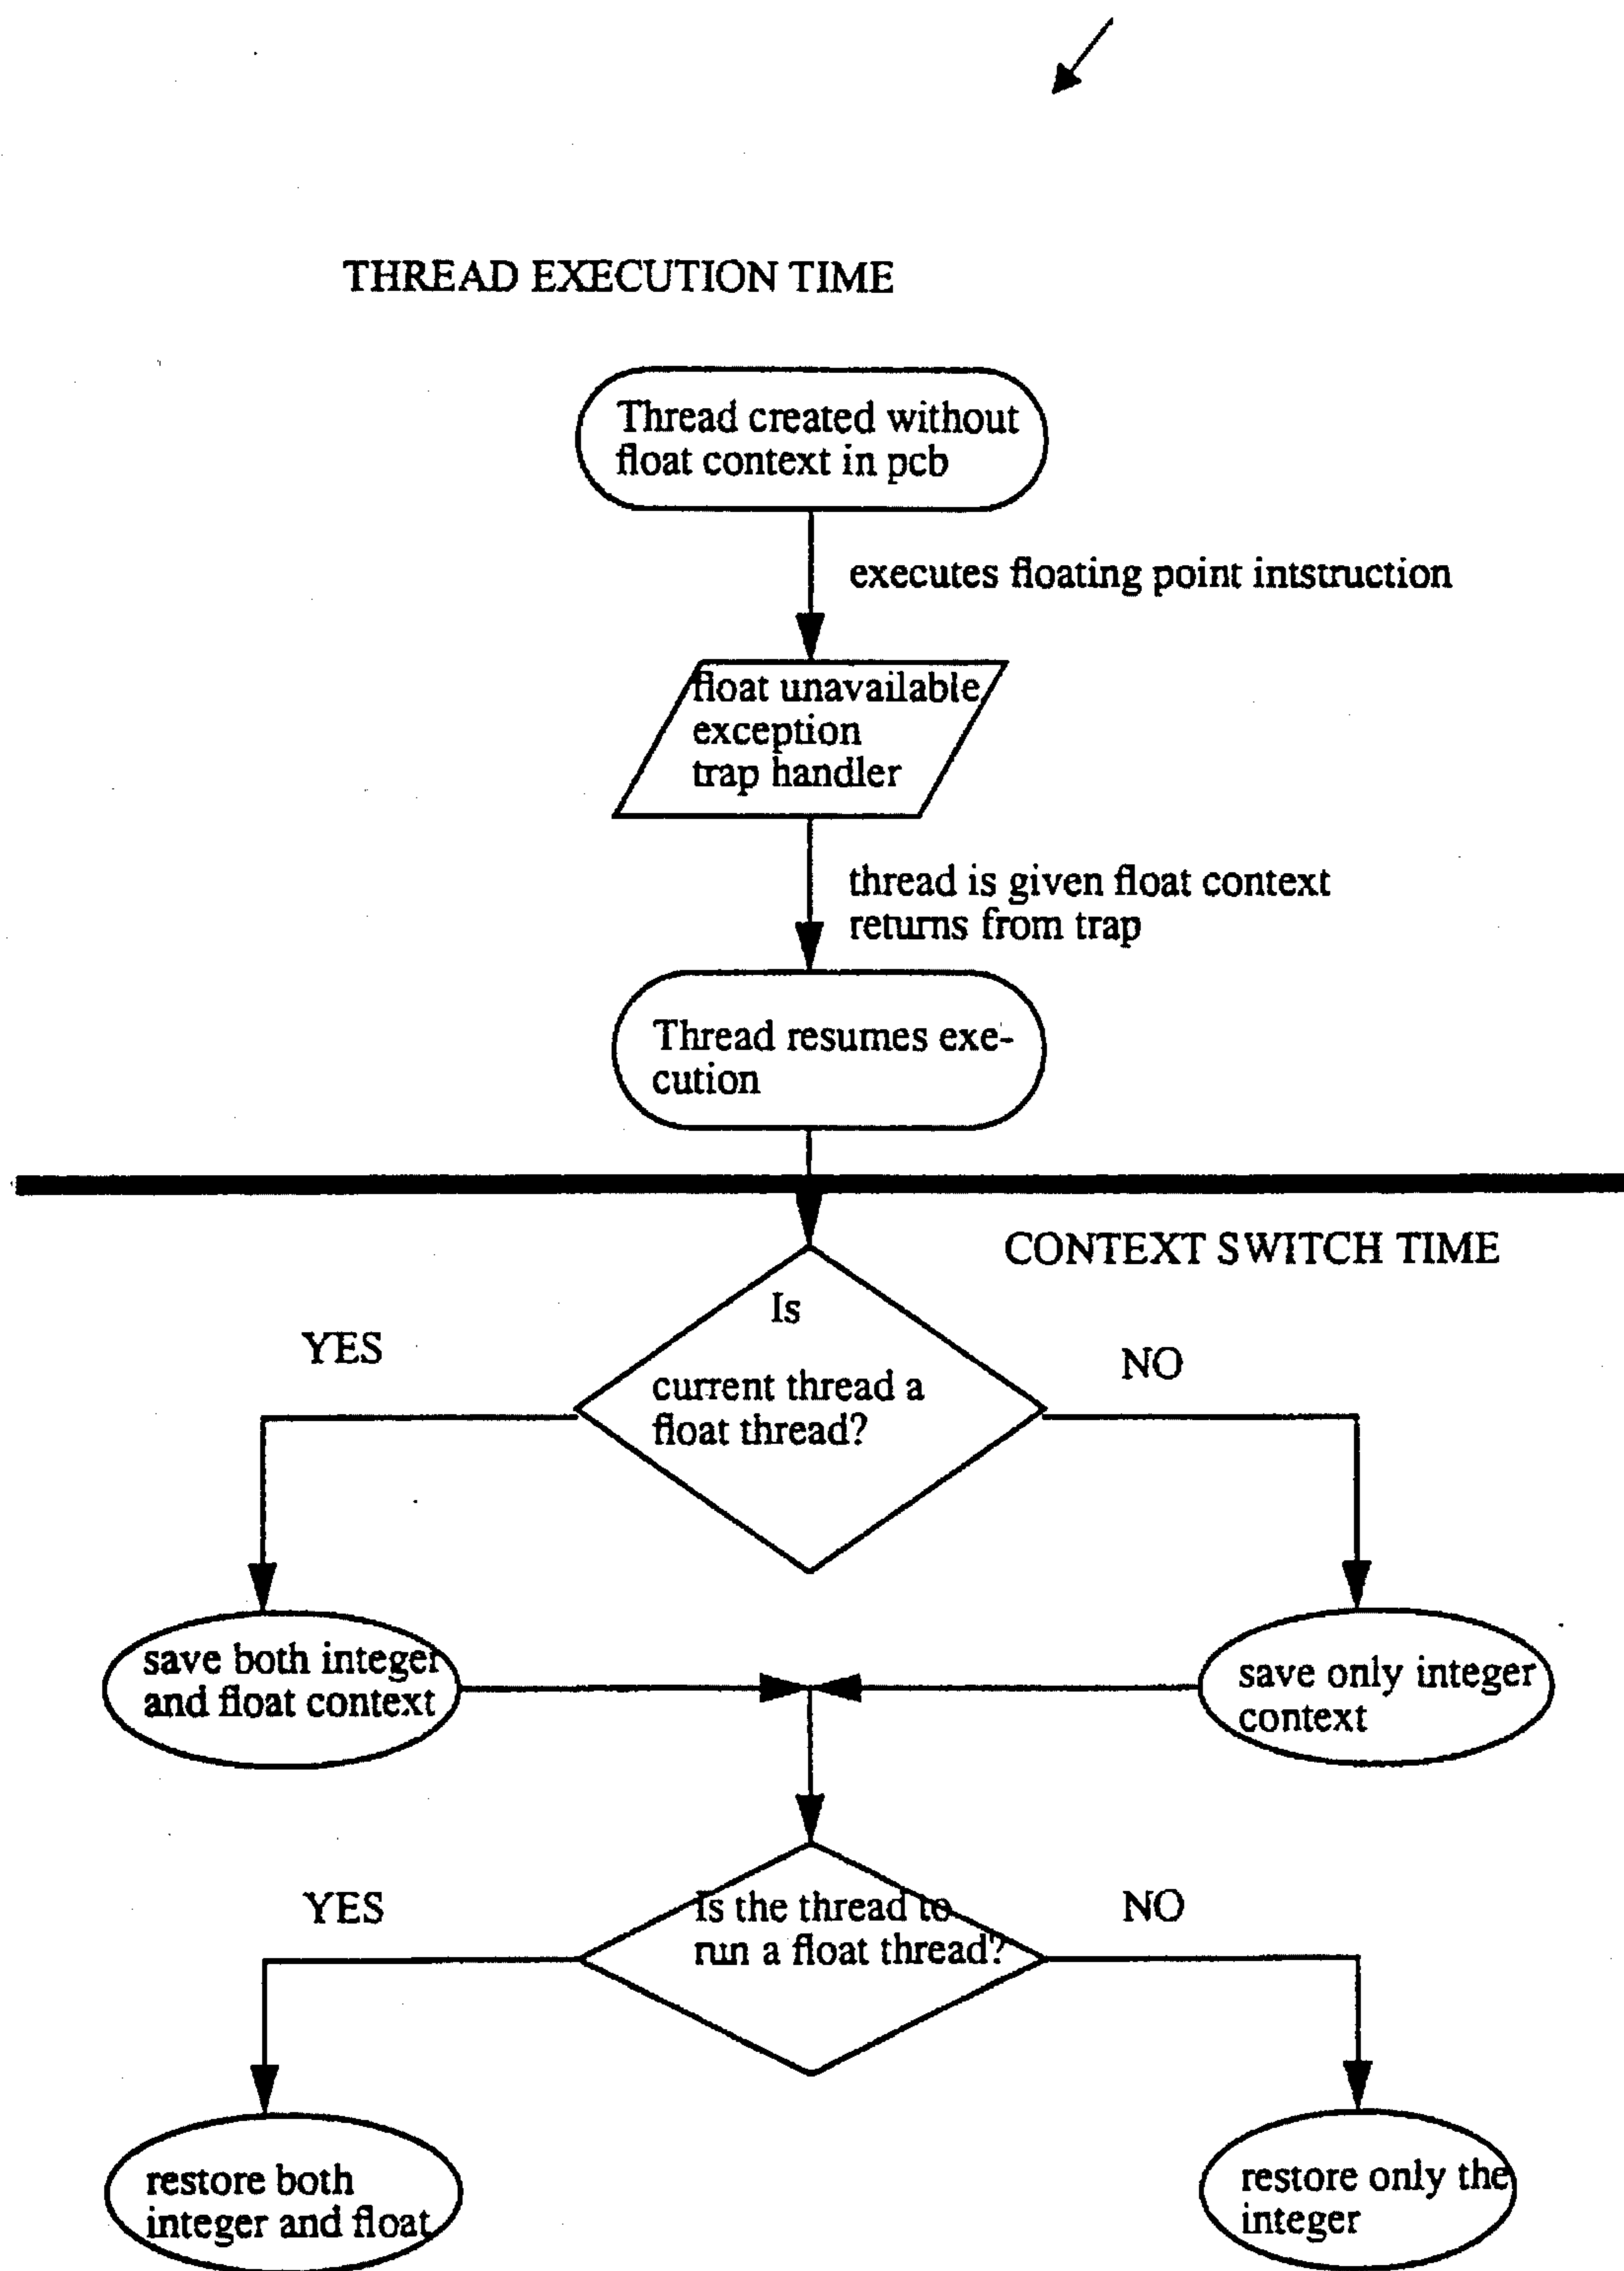 THREAD EXECUTION TIME
Thread created without
float context in pcb
executes floating point intstruction
float unavailable
exception
trap handler
thread is given float context
returns from trap
Thread resumes exe-
cution
CONTEXT SWITCH TIME
Is
current thread a
float thread?
YES
NO
save both integer
and float context
save only integer
context
Is the thread to
run a float thread?
YES
NO
restore both
integer and float
restore only the
integer